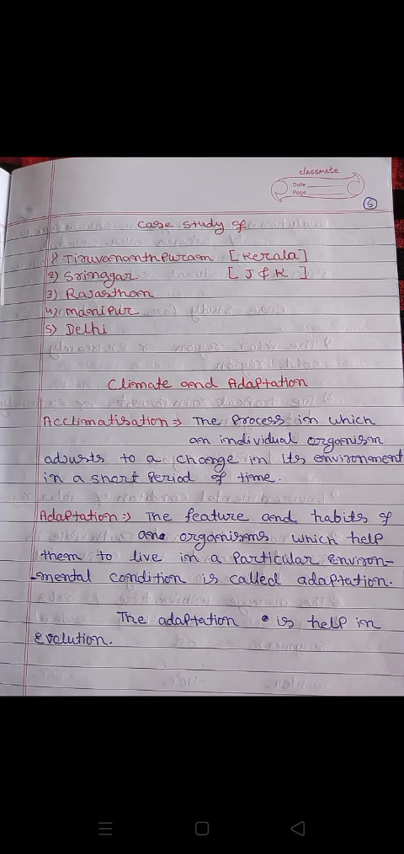 classmate
Date
Page
5
Case study of
1) Tiruvananthpuram [Kerala]
2) Srinagar [J & K]
3) Rajasthan
4) Manipur
5) Delhi
Climate and Adaptation
Acclimatisation ⇒ The process in which
an individual organism
adjusts to a change in its environment
in a short period of time.
Adaptation :⇒ The feature and habits of
organisms which help
them to live in a particular environ-
-mental condition is called adaptation.
The adaptation is help in
evolution.